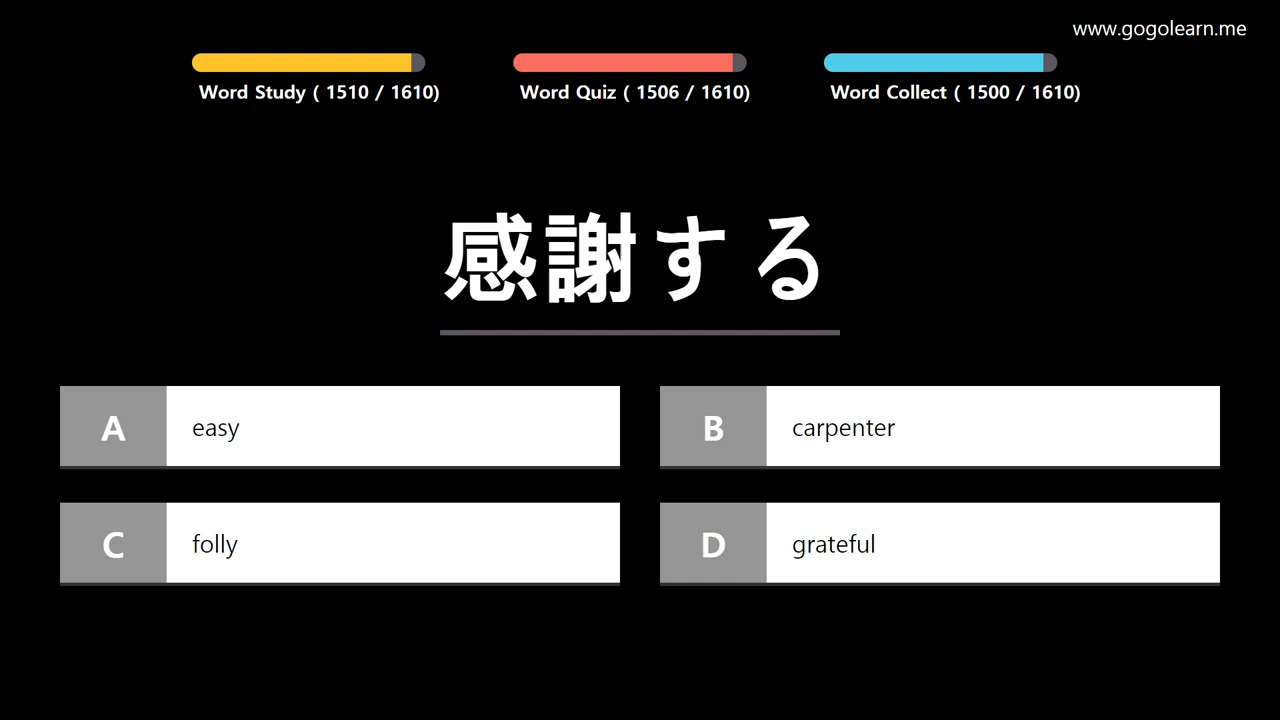 www.gogolearn.me
Word Study ( 1510 / 1610)
Word Quiz ( 1506 / 1610)
Word Collect ( 1500 / 1610)
感謝する
A easy
B carpenter
C folly
D grateful